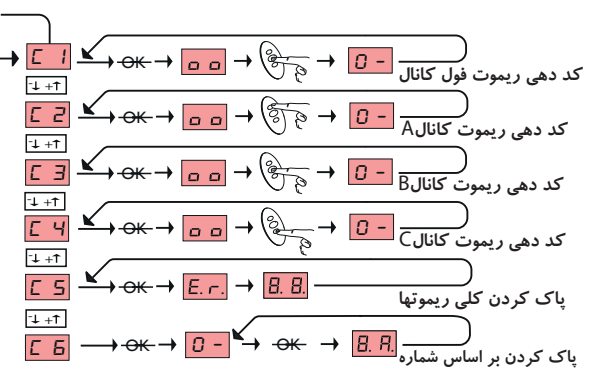 C 1 OK o o 0 - کد دهی ریموت فول کانال
-↓ +↑
C 2 OK o o 0 - کد دهی ریموت کانالA
-↓ +↑
C 3 OK o o 0 - کد دهی ریموت کانالB
-↓ +↑
C 4 OK o o 0 - کد دهی ریموت کانالC
-↓ +↑
C 5 OK E. r. 8. 8. پاک کردن کلی ریموتها
-↓ +↑
C 6 OK 0 - OK 8. A. پاک کردن بر اساس شماره